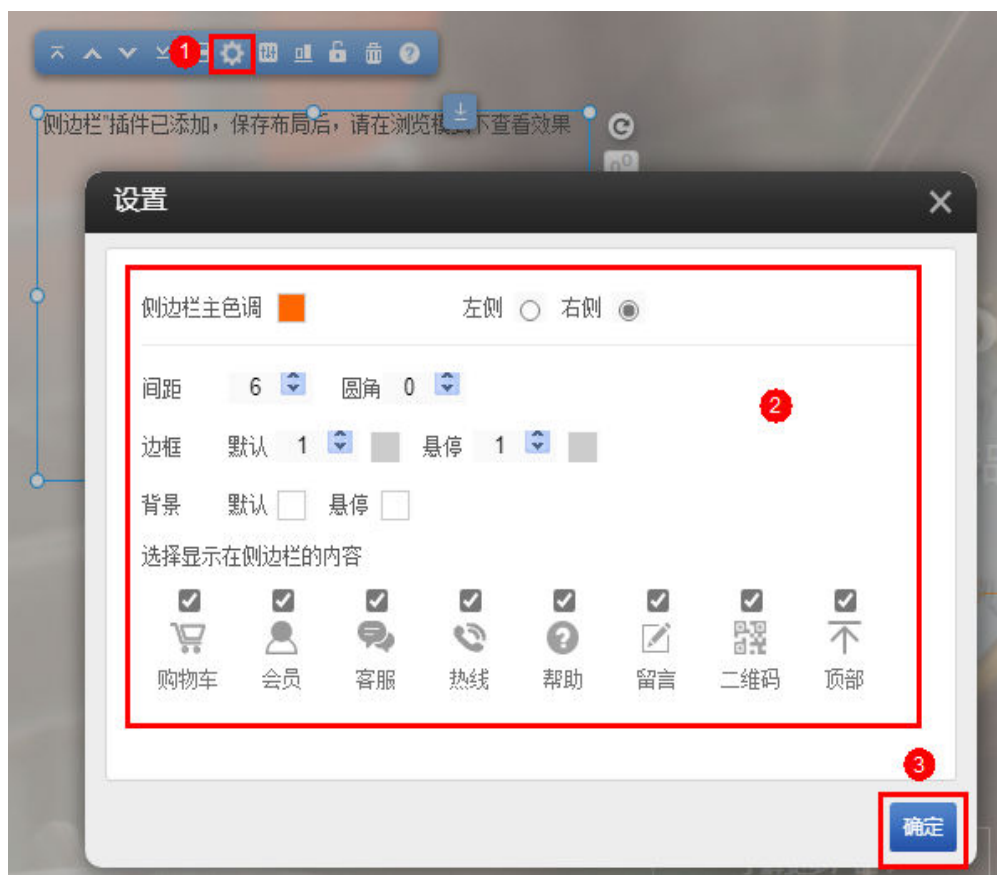 1
侧边栏"插件已添加，保存布局后，请在浏览模式下查看效果
设置
侧边栏主色调 左侧 右侧
间距 6 圆角 0
2
边框 默认 1 悬停 1
背景 默认 悬停
选择显示在侧边栏的内容
购物车 会员 客服 热线 帮助 留言 二维码 顶部
3
确定